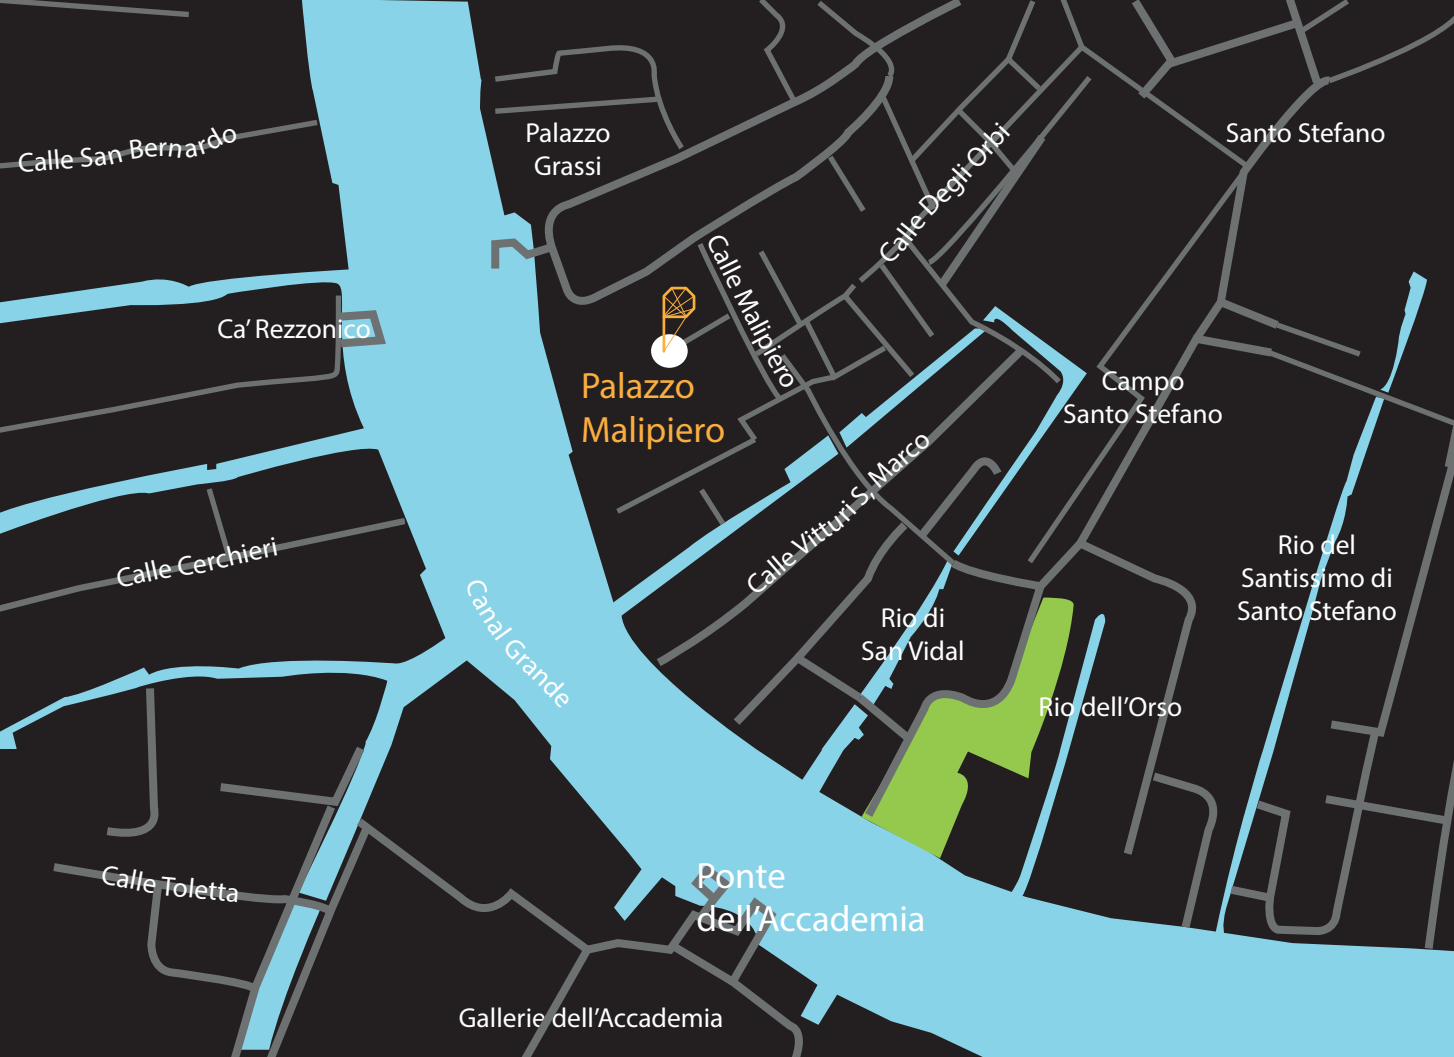 Calle San Bernardo
Palazzo
Grassi
Santo Stefano
Calle Degli Orbi
Calle Malipiero
Ca’ Rezzonico
Palazzo
Malipiero
Campo
Santo Stefano
Calle Vitturi S, Marco
Calle Cerchieri
Rio del
Santissimo di
Santo Stefano
Canal Grande
Rio di
San Vidal
Rio dell’Orso
Calle Toletta
Ponte
dell’Accademia
Gallerie dell’Accademia